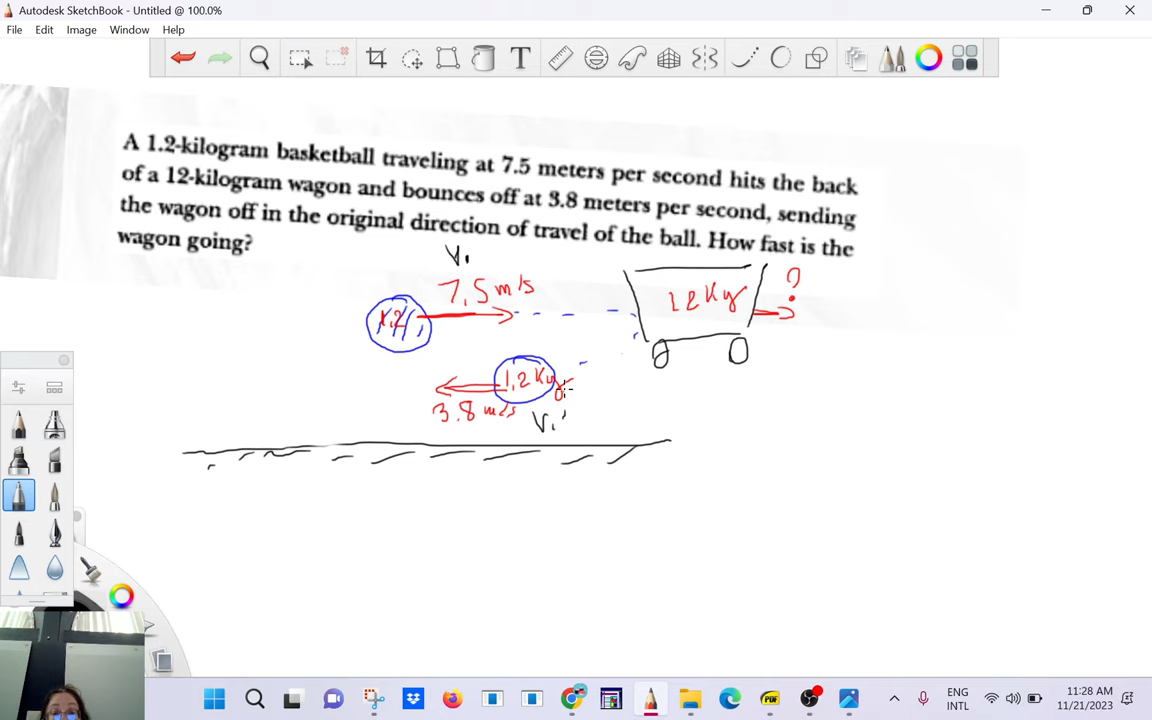 Autodesk SketchBook - Untitled @ 100.0%
File Edit Image Window Help
A 1.2-kilogram basketball traveling at 7.5 meters per second hits the back
of a 12-kilogram wagon and bounces off at 3.8 meters per second, sending
the wagon off in the original direction of travel of the ball. How fast is the
wagon going?
V₁
7,5 m/s
1,2
12 Kg
?
1,2 Kg
3.8 m/s
V₁'
ENG
INTL
11:28 AM
11/21/2023